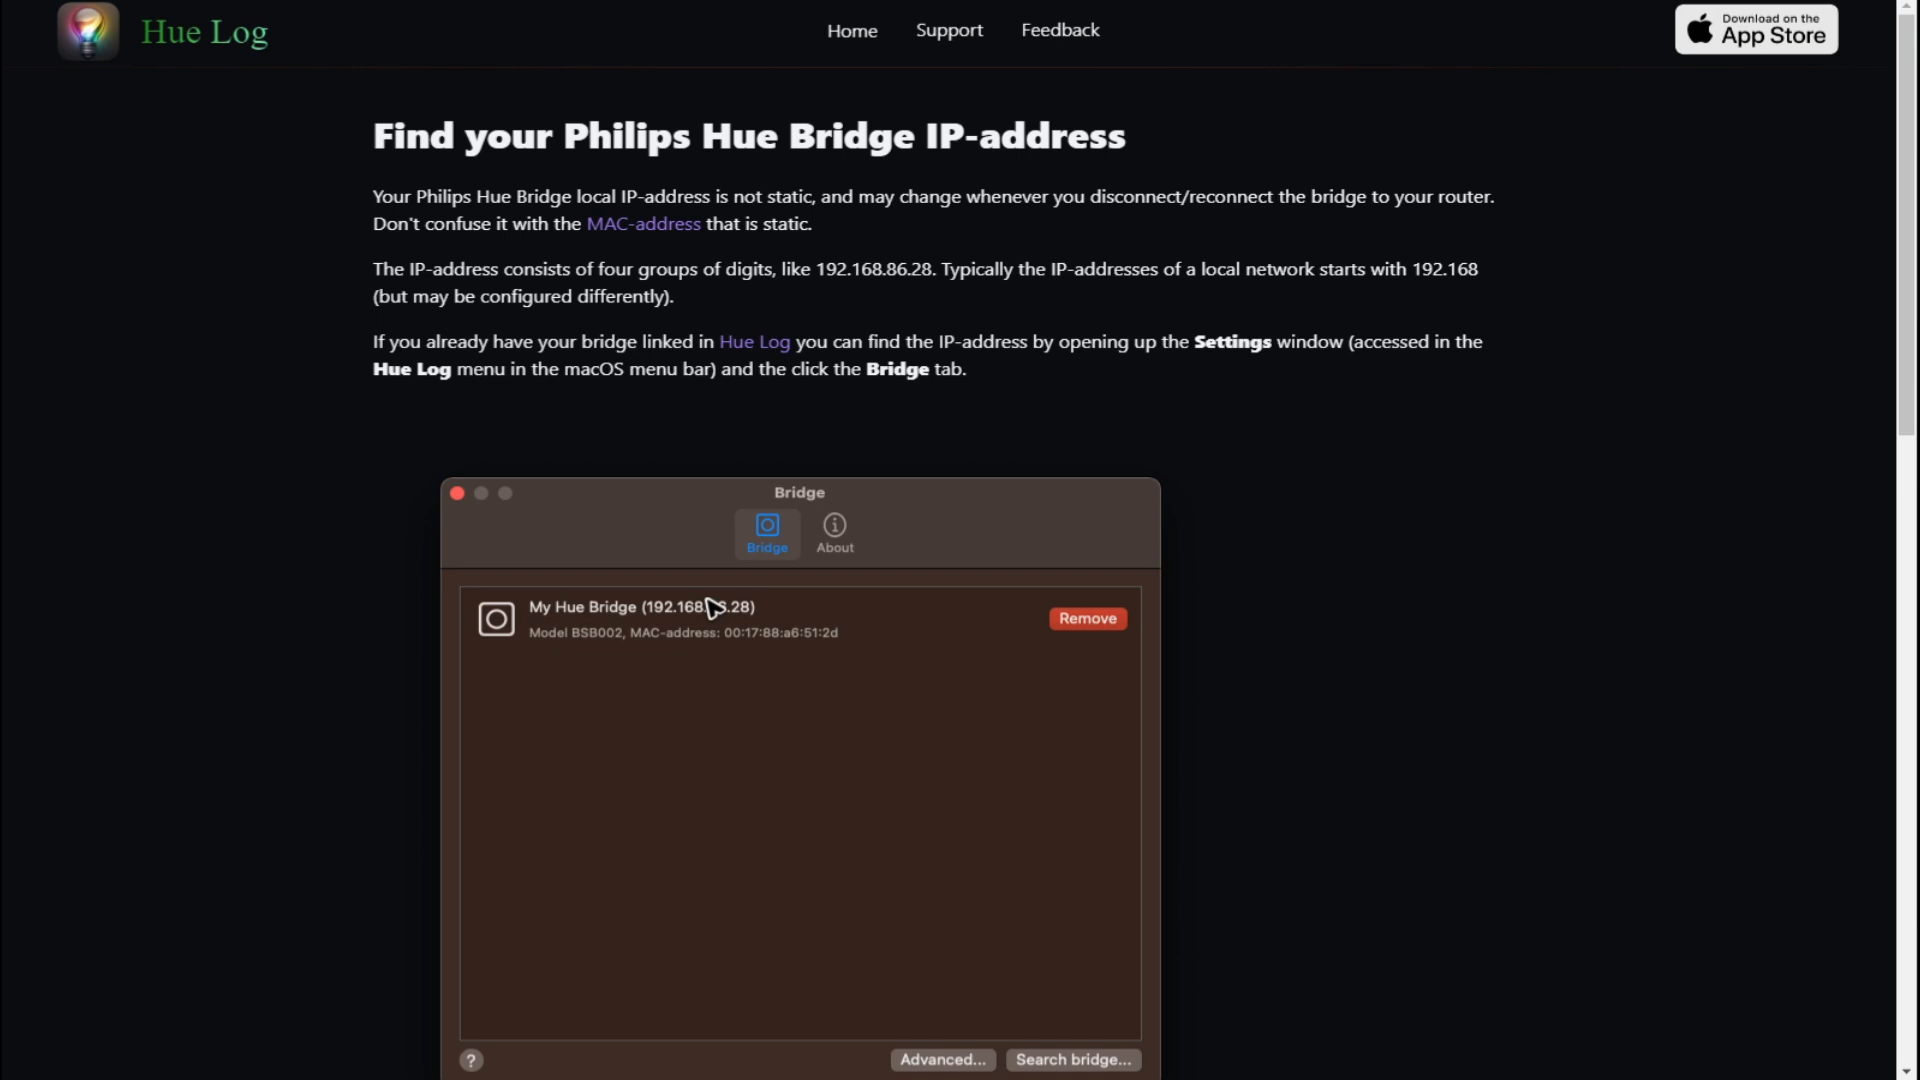 Hue Log
Home
Support
Feedback
Download on the
App Store
Find your Philips Hue Bridge IP-address
Your Philips Hue Bridge local IP-address is not static, and may change whenever you disconnect/reconnect the bridge to your router.
Don't confuse it with the MAC-address that is static.
The IP-address consists of four groups of digits, like 192.168.86.28. Typically the IP-addresses of a local network starts with 192.168
(but may be configured differently).
If you already have your bridge linked in Hue Log you can find the IP-address by opening up the Settings window (accessed in the
Hue Log menu in the macOS menu bar) and the click the Bridge tab.
Bridge
Bridge
About
My Hue Bridge (192.168. .28)
Remove
Model BSB002, MAC-address: 00:17:88:a6:51:2d
?
Advanced...
Search bridge...